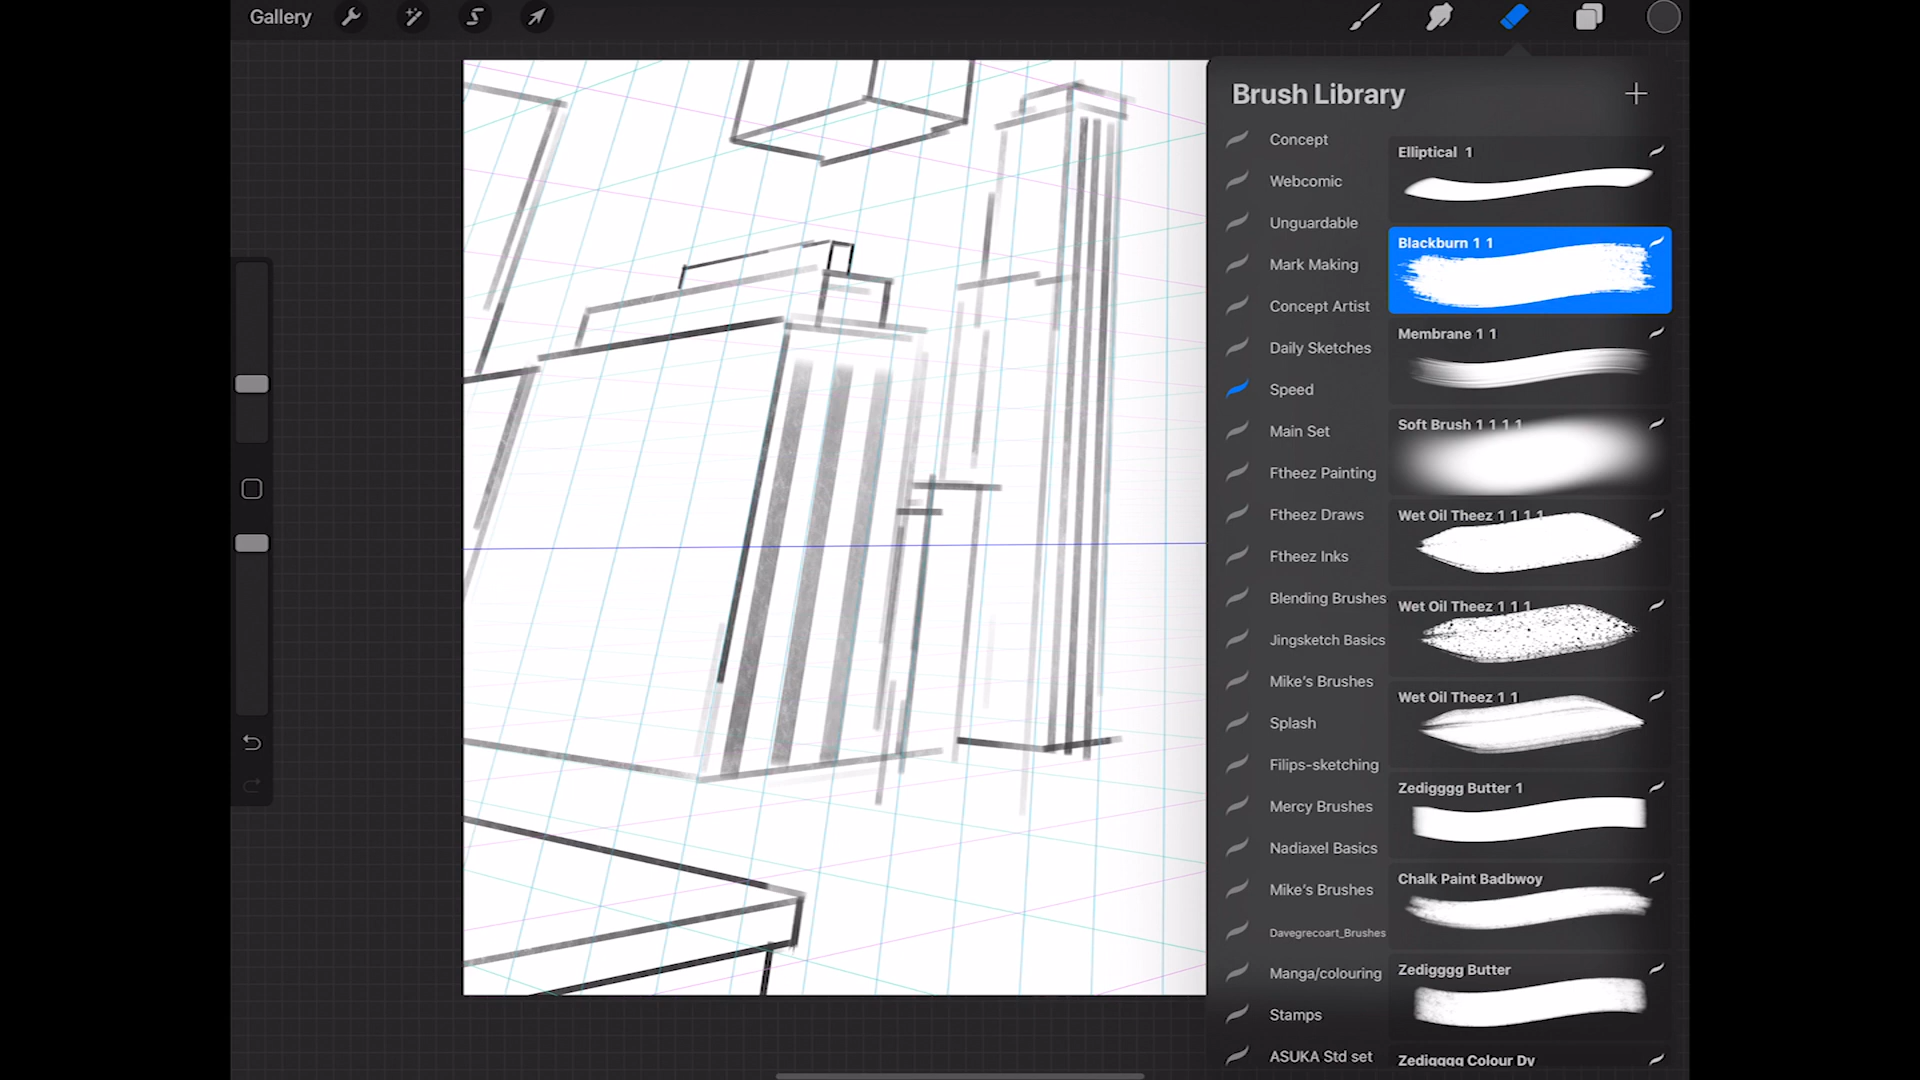 Gallery
Brush Library
Concept
Webcomic
Unguardable
Mark Making
Concept Artist
Daily Sketches
Speed
Main Set
Ftheez Painting
Ftheez Draws
Ftheez Inks
Blending Brushes
Jingsketch Basics
Mike's Brushes
Splash
Filips-sketching
Mercy Brushes
Nadiaxel Basics
Mike's Brushes
Davegrecoart_Brushes
Manga/colouring
Stamps
ASUKA Std set
Elliptical 1
Blackburn 1 1
Membrane 1 1
Soft Brush 1 1 1 1
Wet Oil Theez 1 1 1 1
Wet Oil Theez 1 1 1
Wet Oil Theez 1 1
Zedigggg Butter 1
Chalk Paint Badbwoy
Zedigggg Butter
Zedigggg Colour Dy